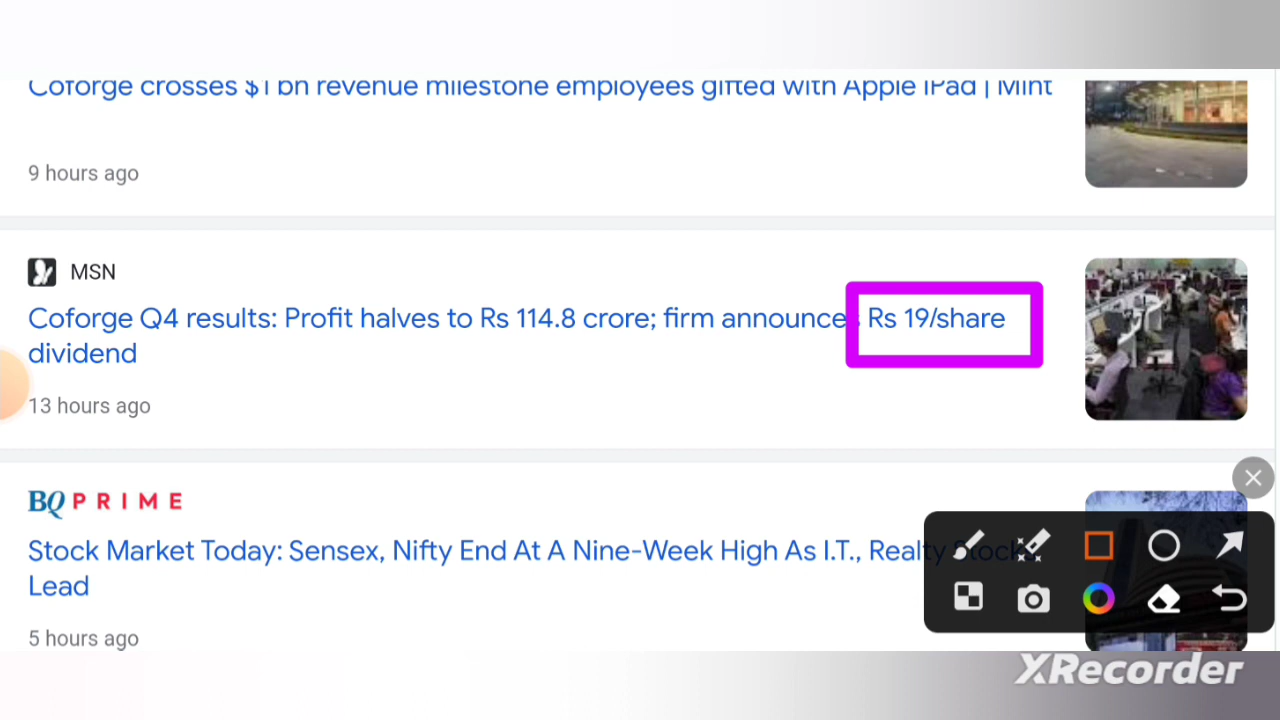 Coforge crosses $1 bn revenue milestone employees gifted with Apple iPad | Mint
9 hours ago
MSN
Coforge Q4 results: Profit halves to Rs 114.8 crore; firm announces Rs 19/share
dividend
13 hours ago
BQ PRIME
Stock Market Today: Sensex, Nifty End At A Nine-Week High As I.T., Realty Stocks
Lead
5 hours ago
XRecorder